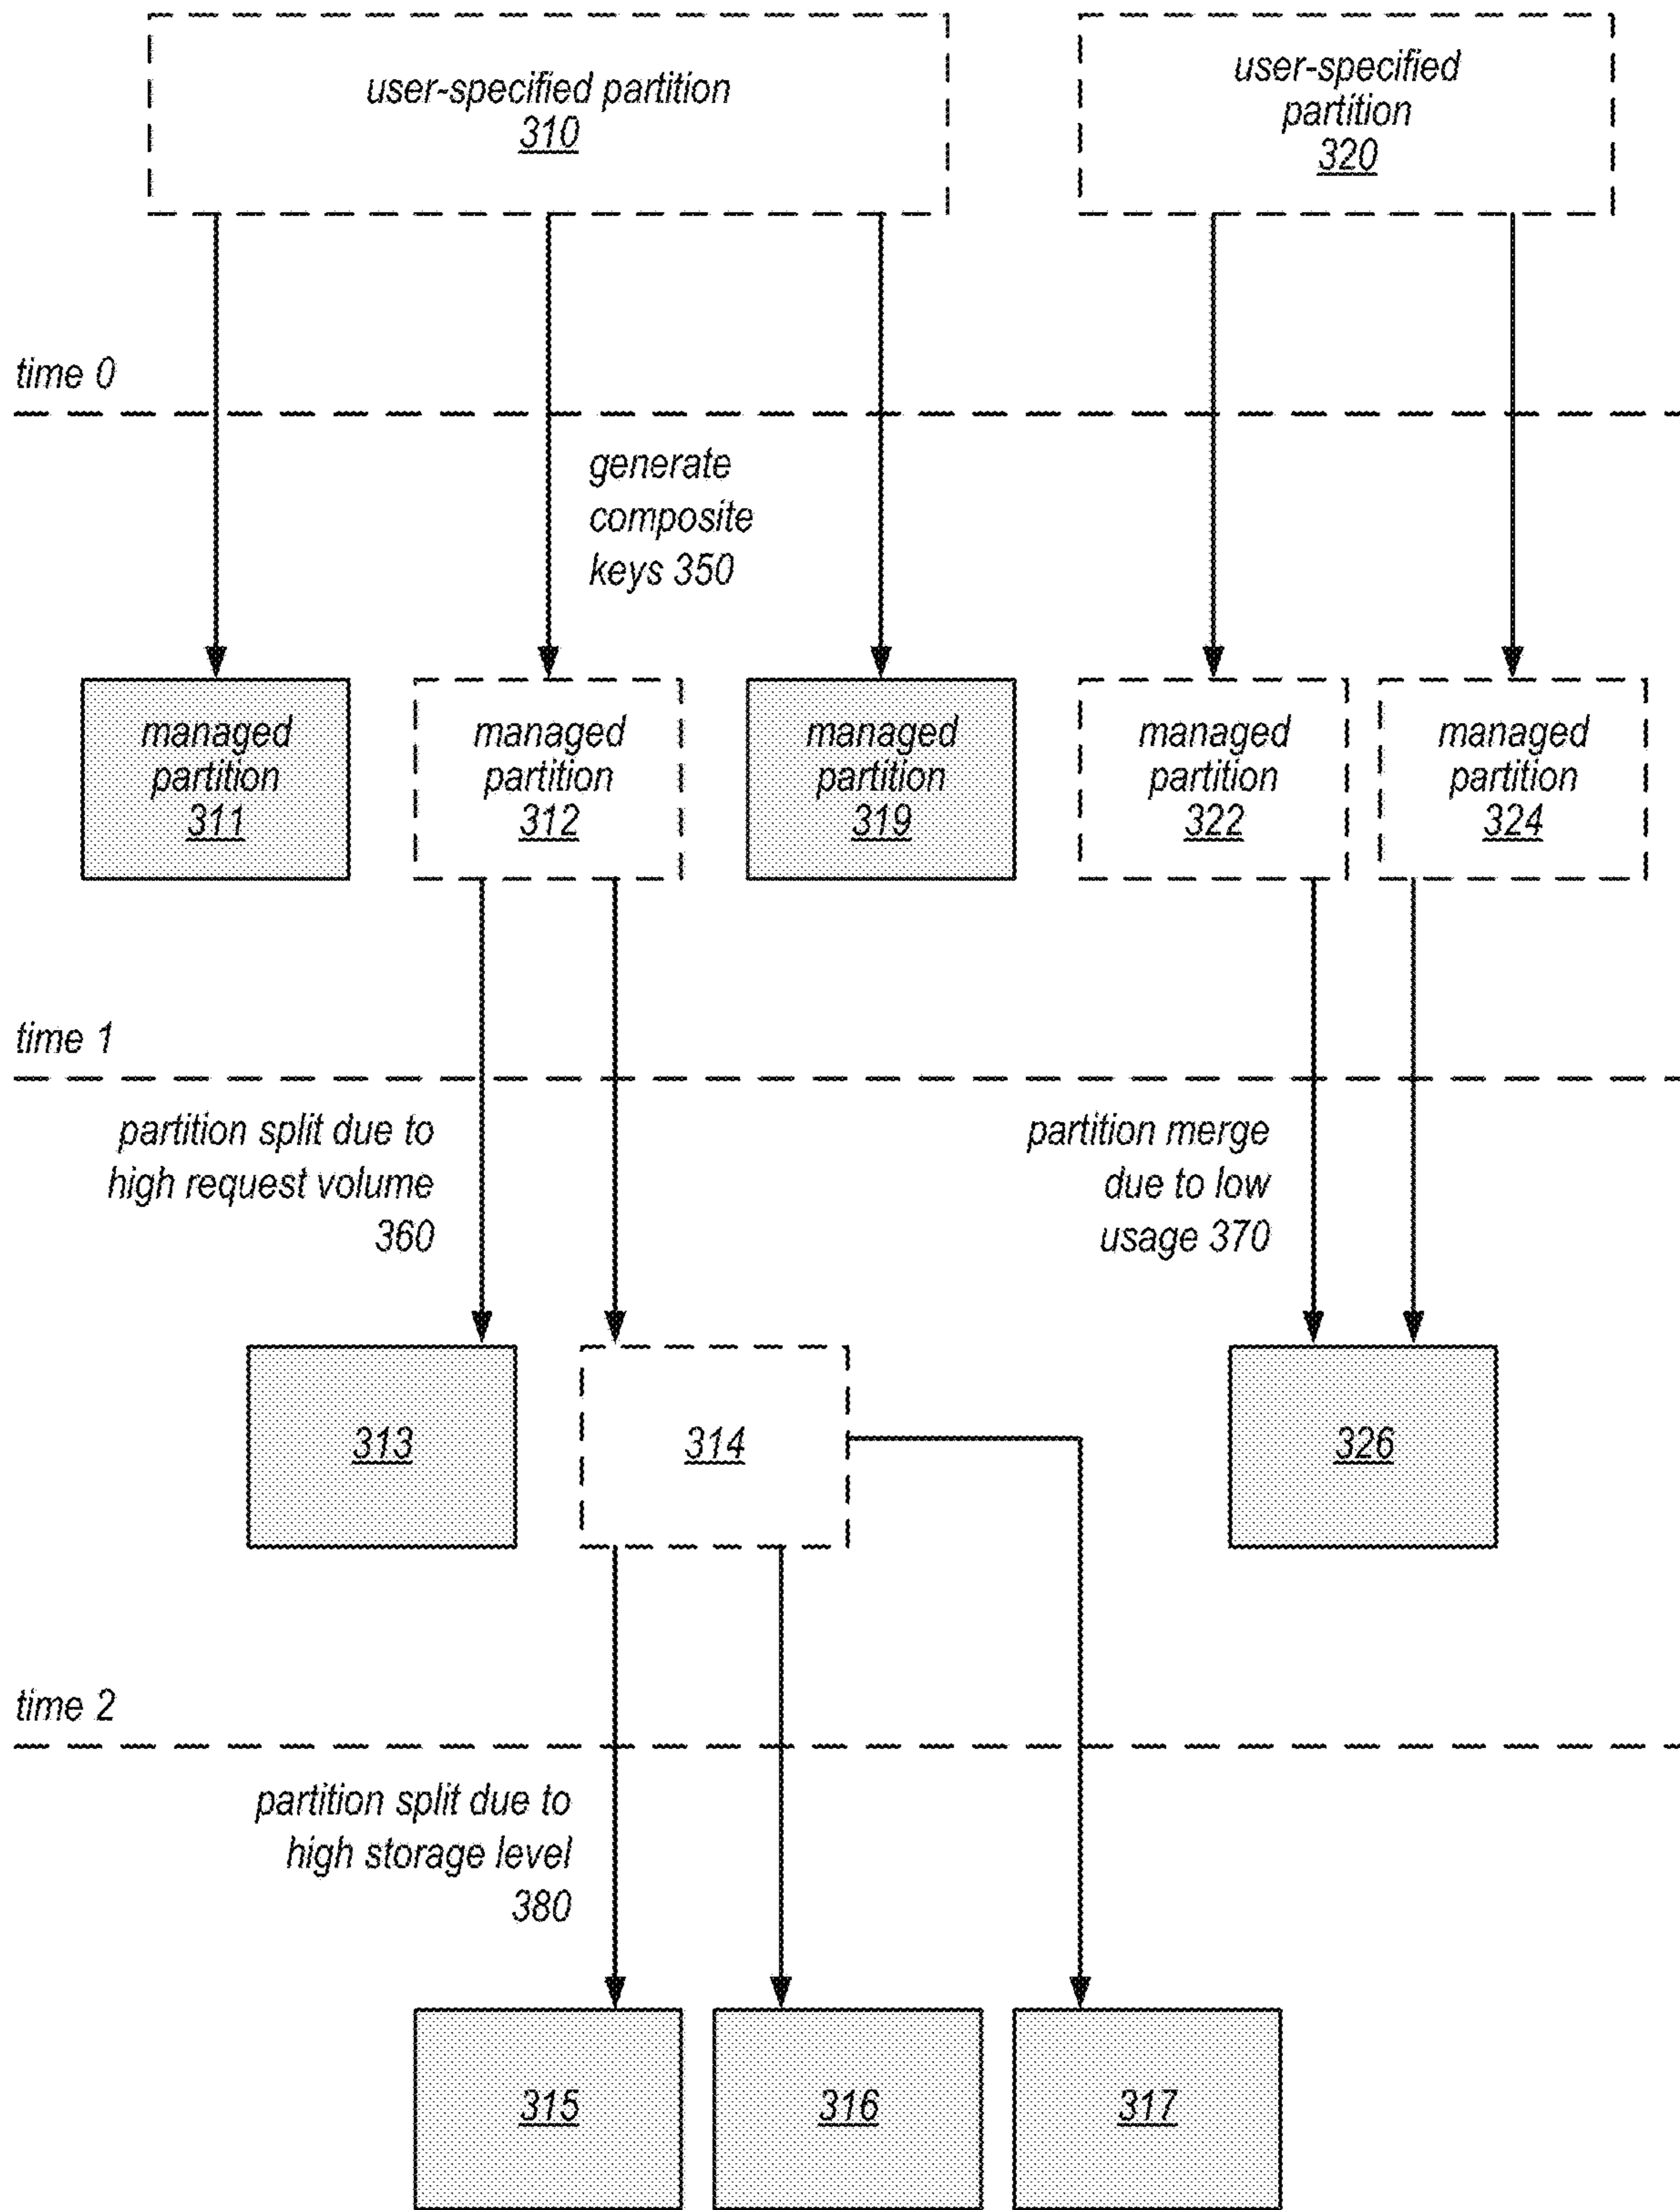 user-specified partition
310
user-specified
partition
320
time 0
generate
composite
keys 350
managed
partition
311
managed
partition
312
managed
partition
319
managed
partition
322
managed
partition
324
time 1
partition split due to
high request volume
360
partition merge
due to low
usage 370
313
314
326
time 2
partition split due to
high storage level
380
315
316
317